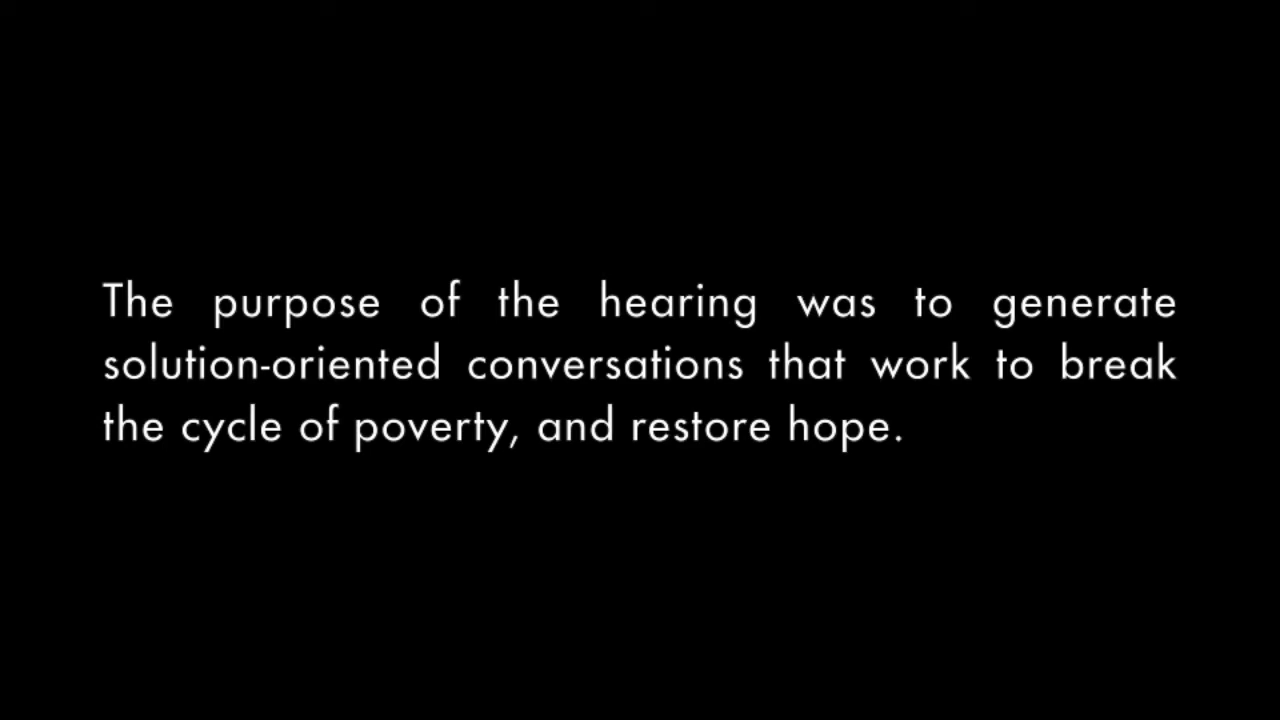 The purpose of the hearing was to generate
solution-oriented conversations that work to break
the cycle of poverty, and restore hope.